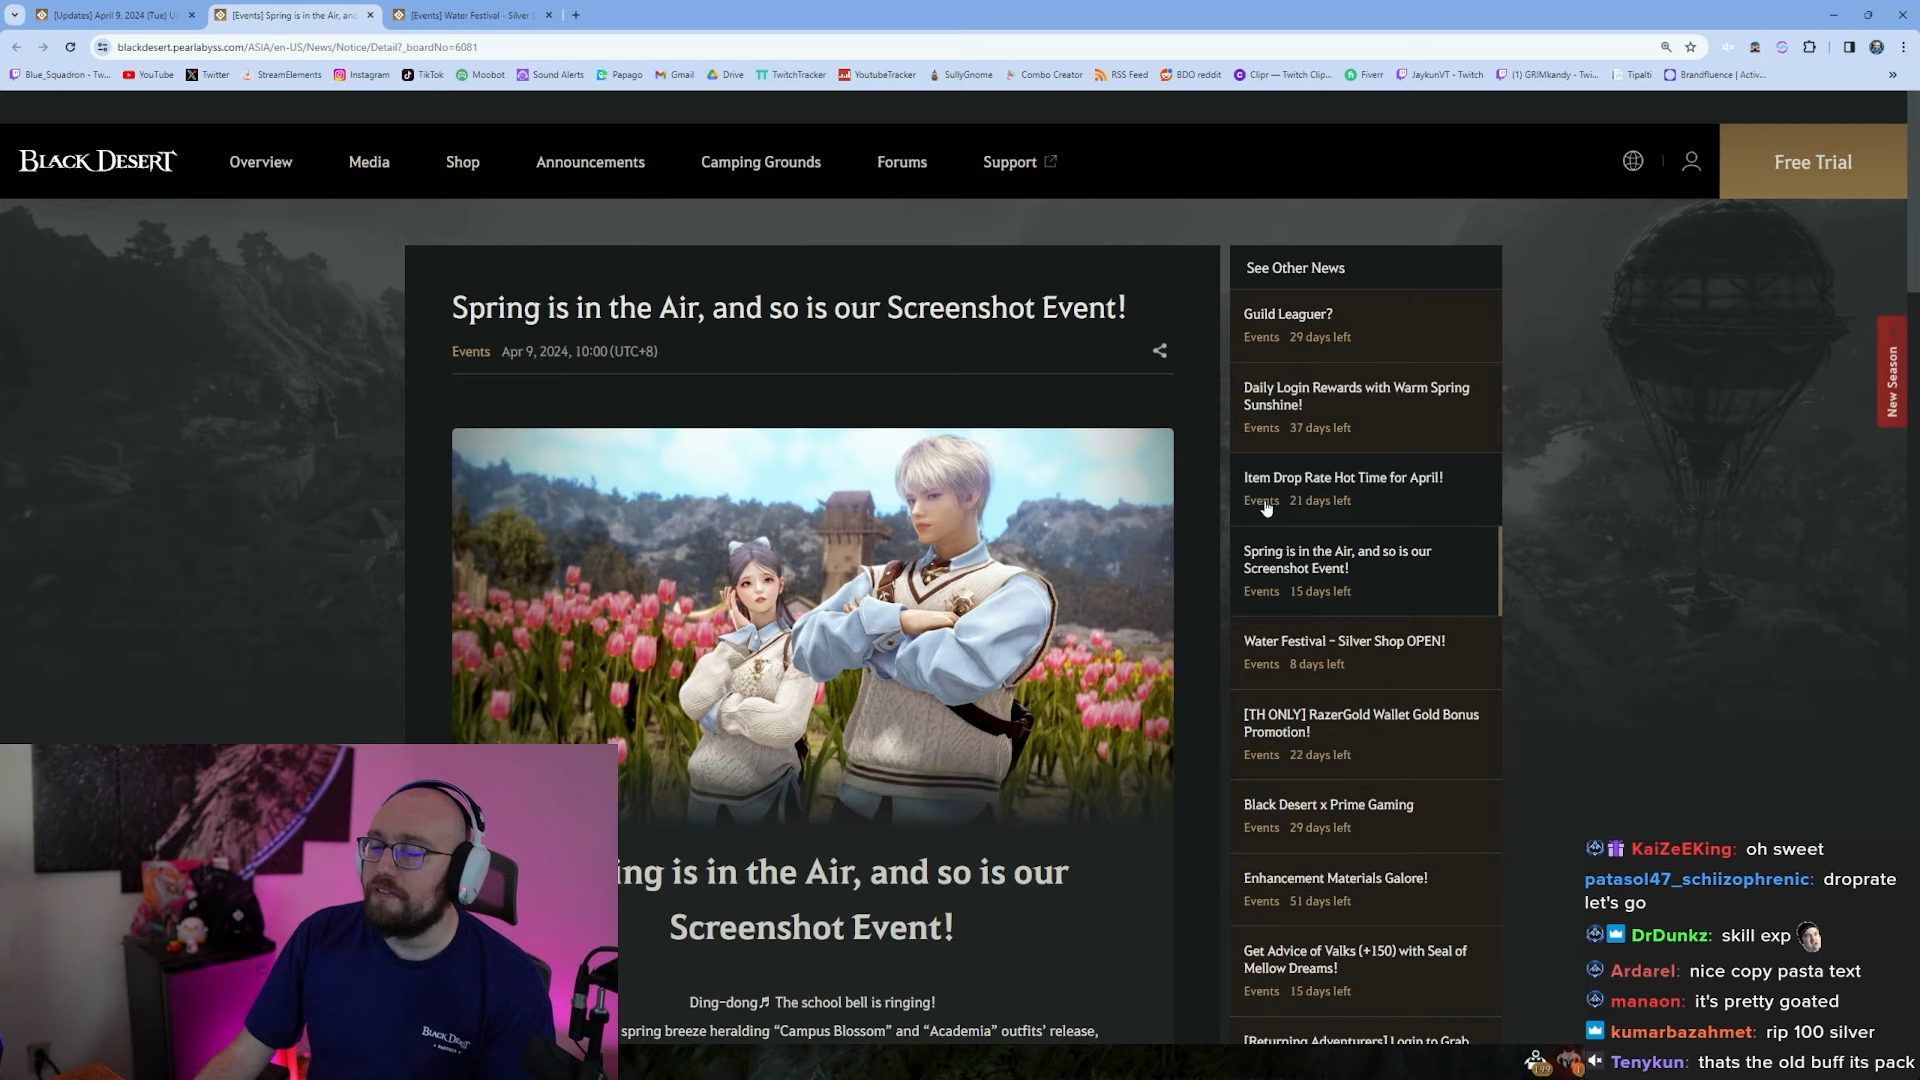 [Updates] April 9, 2024 (Tue) U
[Events] Spring is in the Air, and
[Events] Water Festival - Silver S
blackdesert.pearlabyss.com/ASIA/en-US/News/Notice/Detail?_boardNo=6081
Blue_Squadron - Tw...
YouTube
Twitter
StreamElements
Instagram
TikTok
Moobot
Sound Alerts
Papago
Gmail
Drive
TwitchTracker
YoutubeTracker
SullyGnome
Combo Creator
RSS Feed
BDO reddit
Clipr — Twitch Clip...
Fiverr
JaykunVT - Twitch
(1) GRIMkandy - Twi...
Tipalti
Brandfluence | Activ...
»
BLACK DESERT
Overview
Media
Shop
Announcements
Camping Grounds
Forums
Support
Free Trial
New Season
Spring is in the Air, and so is our Screenshot Event!
Events Apr 9, 2024, 10:00 (UTC+8)
ing is in the Air, and so is our
Screenshot Event!
Ding-dong♬ The school bell is ringing!
spring breeze heralding “Campus Blossom” and “Academia” outfits’ release,
See Other News
Guild Leaguer?
Events 29 days left
Daily Login Rewards with Warm Spring
Sunshine!
Events 37 days left
Item Drop Rate Hot Time for April!
Events 21 days left
Spring is in the Air, and so is our
Screenshot Event!
Events 15 days left
Water Festival - Silver Shop OPEN!
Events 8 days left
[TH ONLY] RazerGold Wallet Gold Bonus
Promotion!
Events 22 days left
Black Desert x Prime Gaming
Events 29 days left
Enhancement Materials Galore!
Events 51 days left
Get Advice of Valks (+150) with Seal of
Mellow Dreams!
Events 15 days left
[Returning Adventurers] Login to Grab
BLACK DESERT
PARTNER
KaiZeEKing: oh sweet
patasol47_schiizophrenic: droprate
let's go
DrDunkz: skill exp
Ardarel: nice copy pasta text
manaon: it's pretty goated
kumarbazahmet: rip 100 silver
Tenykun: thats the old buff its pack
199